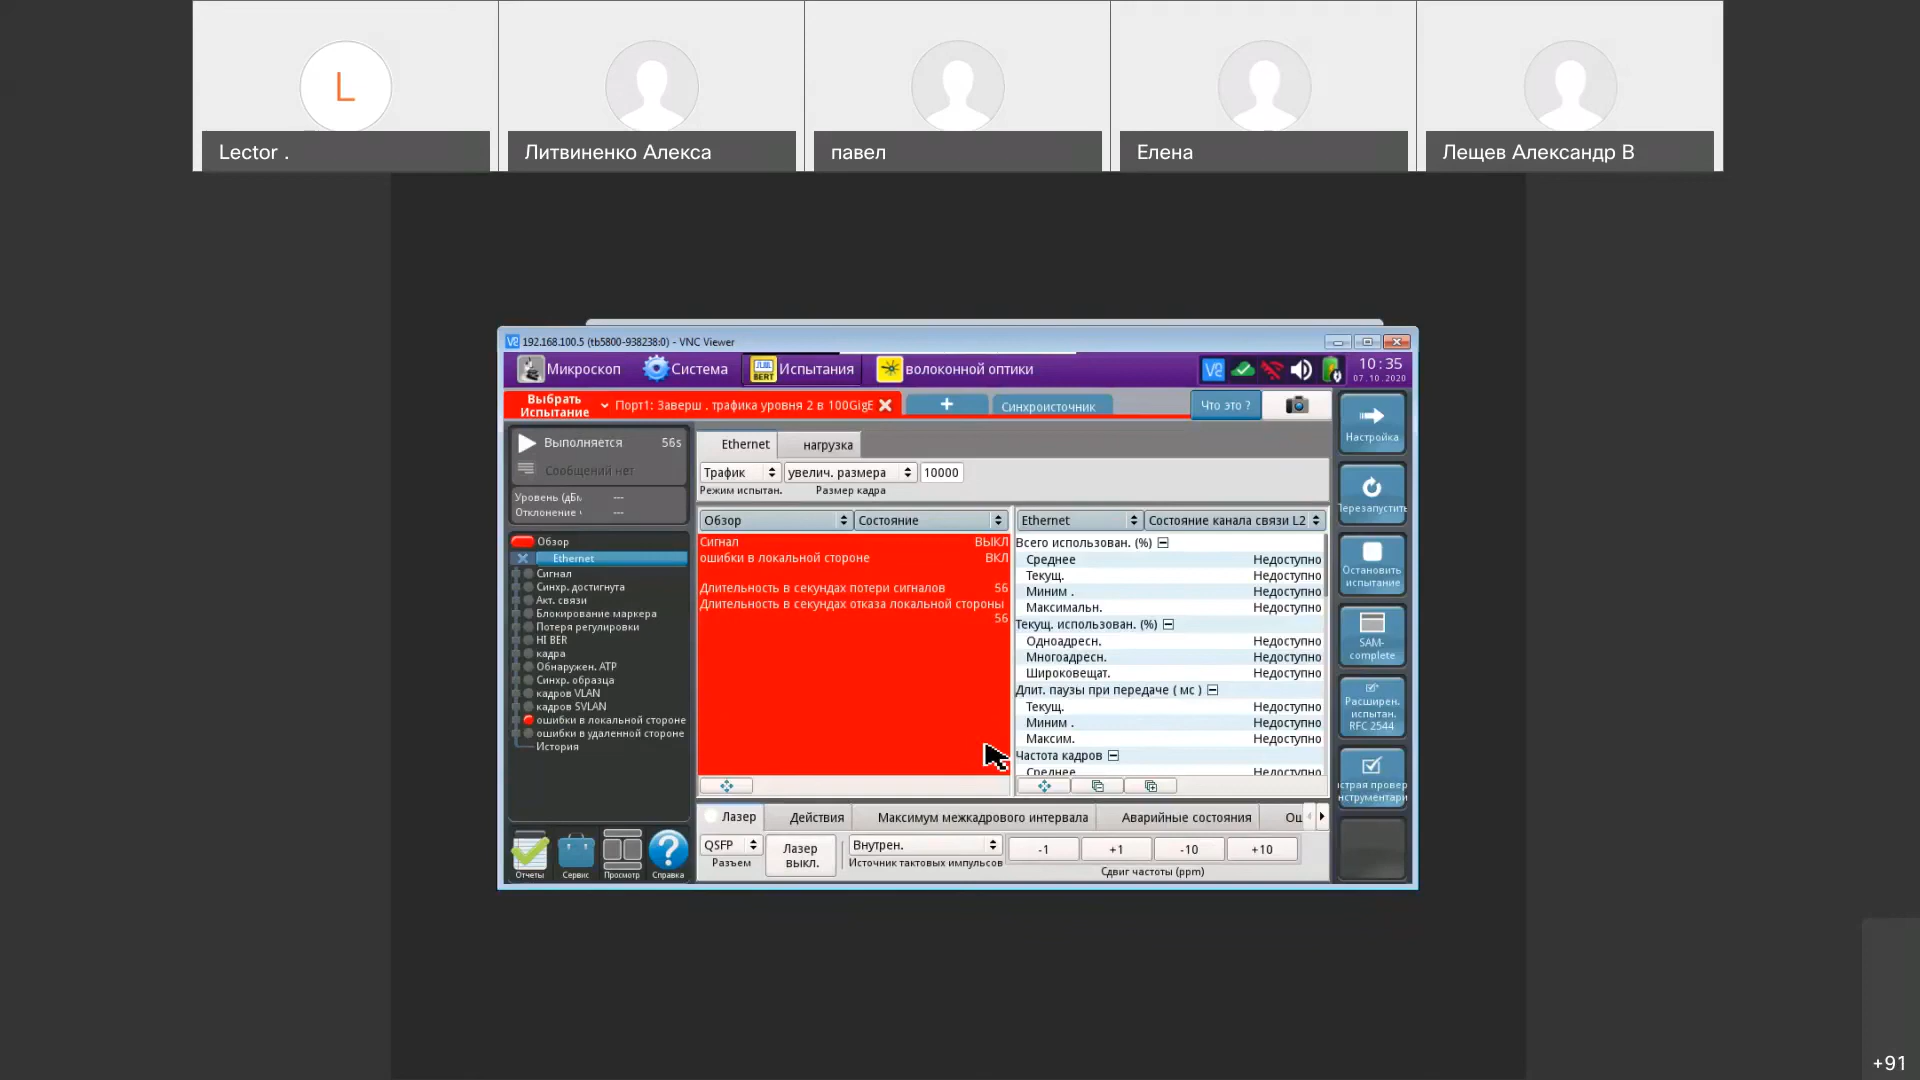 L
Lector .
Литвиненко Алекса
павел
Елена
Лещев Александр В
192.168.100.5 (tb5800-938238:0) - VNC Viewer
Микроскоп
Система
BERT
Испытания
волоконной оптики
10:35
07.10.2020
Выбрать
Испытание
Порт1: Заверш . трафика уровня 2 в 100GigE
+
Синхроисточник
Что это ?
Выполняется 56s
Сообщений нет
Уровень (дБм ---
Отклонение ---
Обзор
Ethernet
Сигнал
Синхр. достигнута
Акт. связи
Блокирование маркера
Потеря регулировки
HI BER
кадра
Обнаружен. ATP
Синхр. образца
кадров VLAN
кадров SVLAN
ошибки в локальной стороне
ошибки в удаленной стороне
История
Отчеты
Сервис
Просмотр
Справка
Ethernet
нагрузка
Трафик
увелич. размера
10000
Режим испытан.
Размер кадра
Обзор
Состояние
Сигнал ВЫКЛ
ошибки в локальной стороне ВКЛ
Длительность в секундах потери сигналов 56
Длительность в секундах отказа локальной стороны
56
Ethernet
Состояние канала связи L2
Всего использован. (%)
Среднее Недоступно
Текущ. Недоступно
Миним . Недоступно
Максимальн. Недоступно
Текущ. использован. (%)
Одноадресн. Недоступно
Многоадресн. Недоступно
Широковещат. Недоступно
Длит. паузы при передаче ( мс )
Текущ. Недоступно
Миним . Недоступно
Максим. Недоступно
Частота кадров
Среднее Недоступно
Лазер
Действия
Максимум межкадрового интервала
Аварийные состояния
Ош
QSFP
Разъем
Лазер
выкл.
Внутрен.
Источник тактовых импульсов
-1
+1
-10
+10
Сдвиг частоты (ppm)
Настройка
Перезапустить
Остановить
испытание
SAM-
complete
Расширен.
испытан.
RFC 2544
страя провер
нструментари
+91